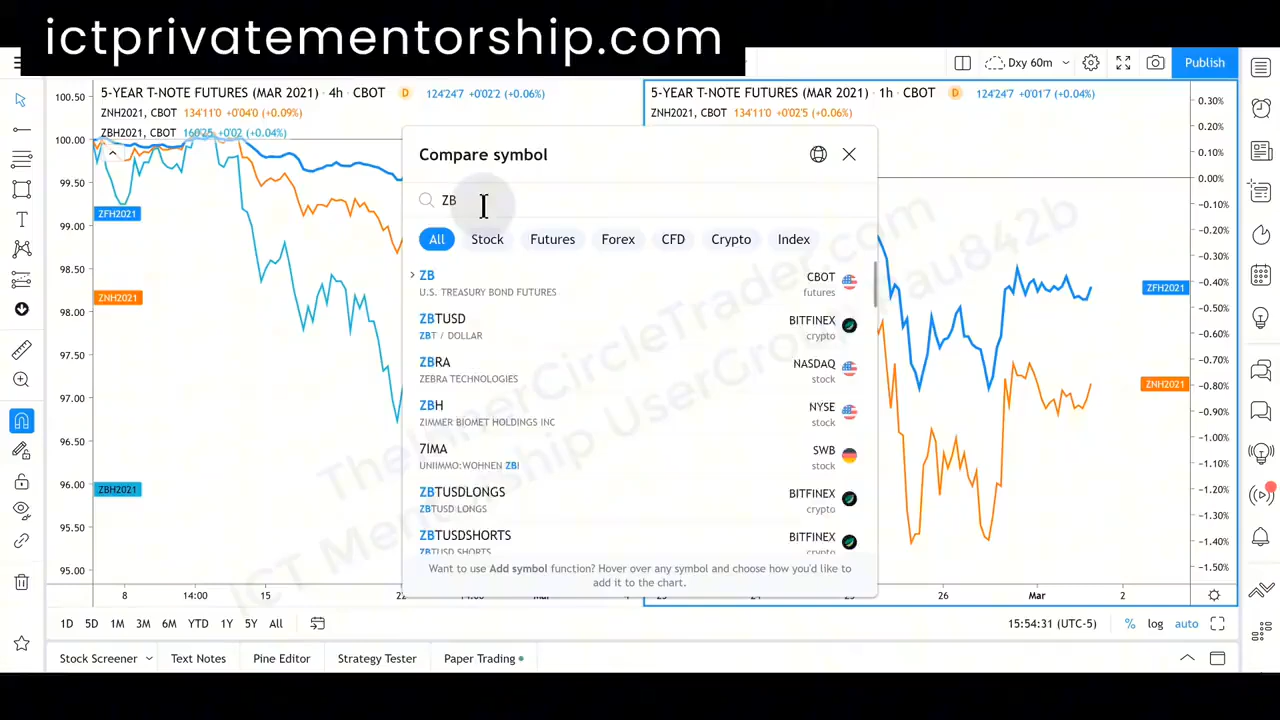 ictprivatementorship.com
Dxy 60m
Publish
5-YEAR T-NOTE FUTURES (MAR 2021) · 4h · CBOT D 124'24'7 +0'02'2 (+0.06%)
ZNH2021, CBOT 134'11'0 +0'04'0 (+0.09%)
ZBH2021, CBOT 160'25 +0'02 (+0.04%)
100.50
100.00
99.50
99.00
98.50
98.00
97.50
97.00
96.50
96.00
95.50
95.00
ZFH2021
ZNH2021
ZBH2021
8 14:00 15 22
5-YEAR T-NOTE FUTURES (MAR 2021) · 1h · CBOT D 124'24'7 +0'01'7 (+0.04%)
ZNH2021, CBOT 134'11'0 +0'02'5 (+0.06%)
Compare symbol
ZB
All Stock Futures Forex CFD Crypto Index
ZB CBOT
U.S. TREASURY BOND FUTURES futures
ZBTUSD BITFINEX
ZBT / DOLLAR crypto
ZBRA NASDAQ
ZEBRA TECHNOLOGIES stock
ZBH NYSE
ZIMMER BIOMET HOLDINGS INC stock
7IMA SWB
UNIIMMO:WOHNEN ZBI stock
ZBTUSDLONGS BITFINEX
ZBTUSD LONGS crypto
ZBTUSDSHORTS BITFINEX
ZBTUSD SHORTS crypto
Want to use Add symbol function? Hover over any symbol and choose how you'd like to
add it to the chart.
0.30%
0.20%
0.10%
0.00%
-0.10%
-0.20%
-0.30%
-0.40%
-0.50%
-0.60%
-0.70%
-0.80%
-0.90%
-1.00%
-1.10%
-1.20%
-1.30%
-1.40%
-1.50%
ZFH2021
ZNH2021
26 Mar 2
TheInnerCircleTrader.com
ICT Mentorship UserGroup
1D 5D 1M 3M 6M YTD 1Y 5Y All
15:54:31 (UTC-5) % log auto
Stock Screener Text Notes Pine Editor Strategy Tester Paper Trading